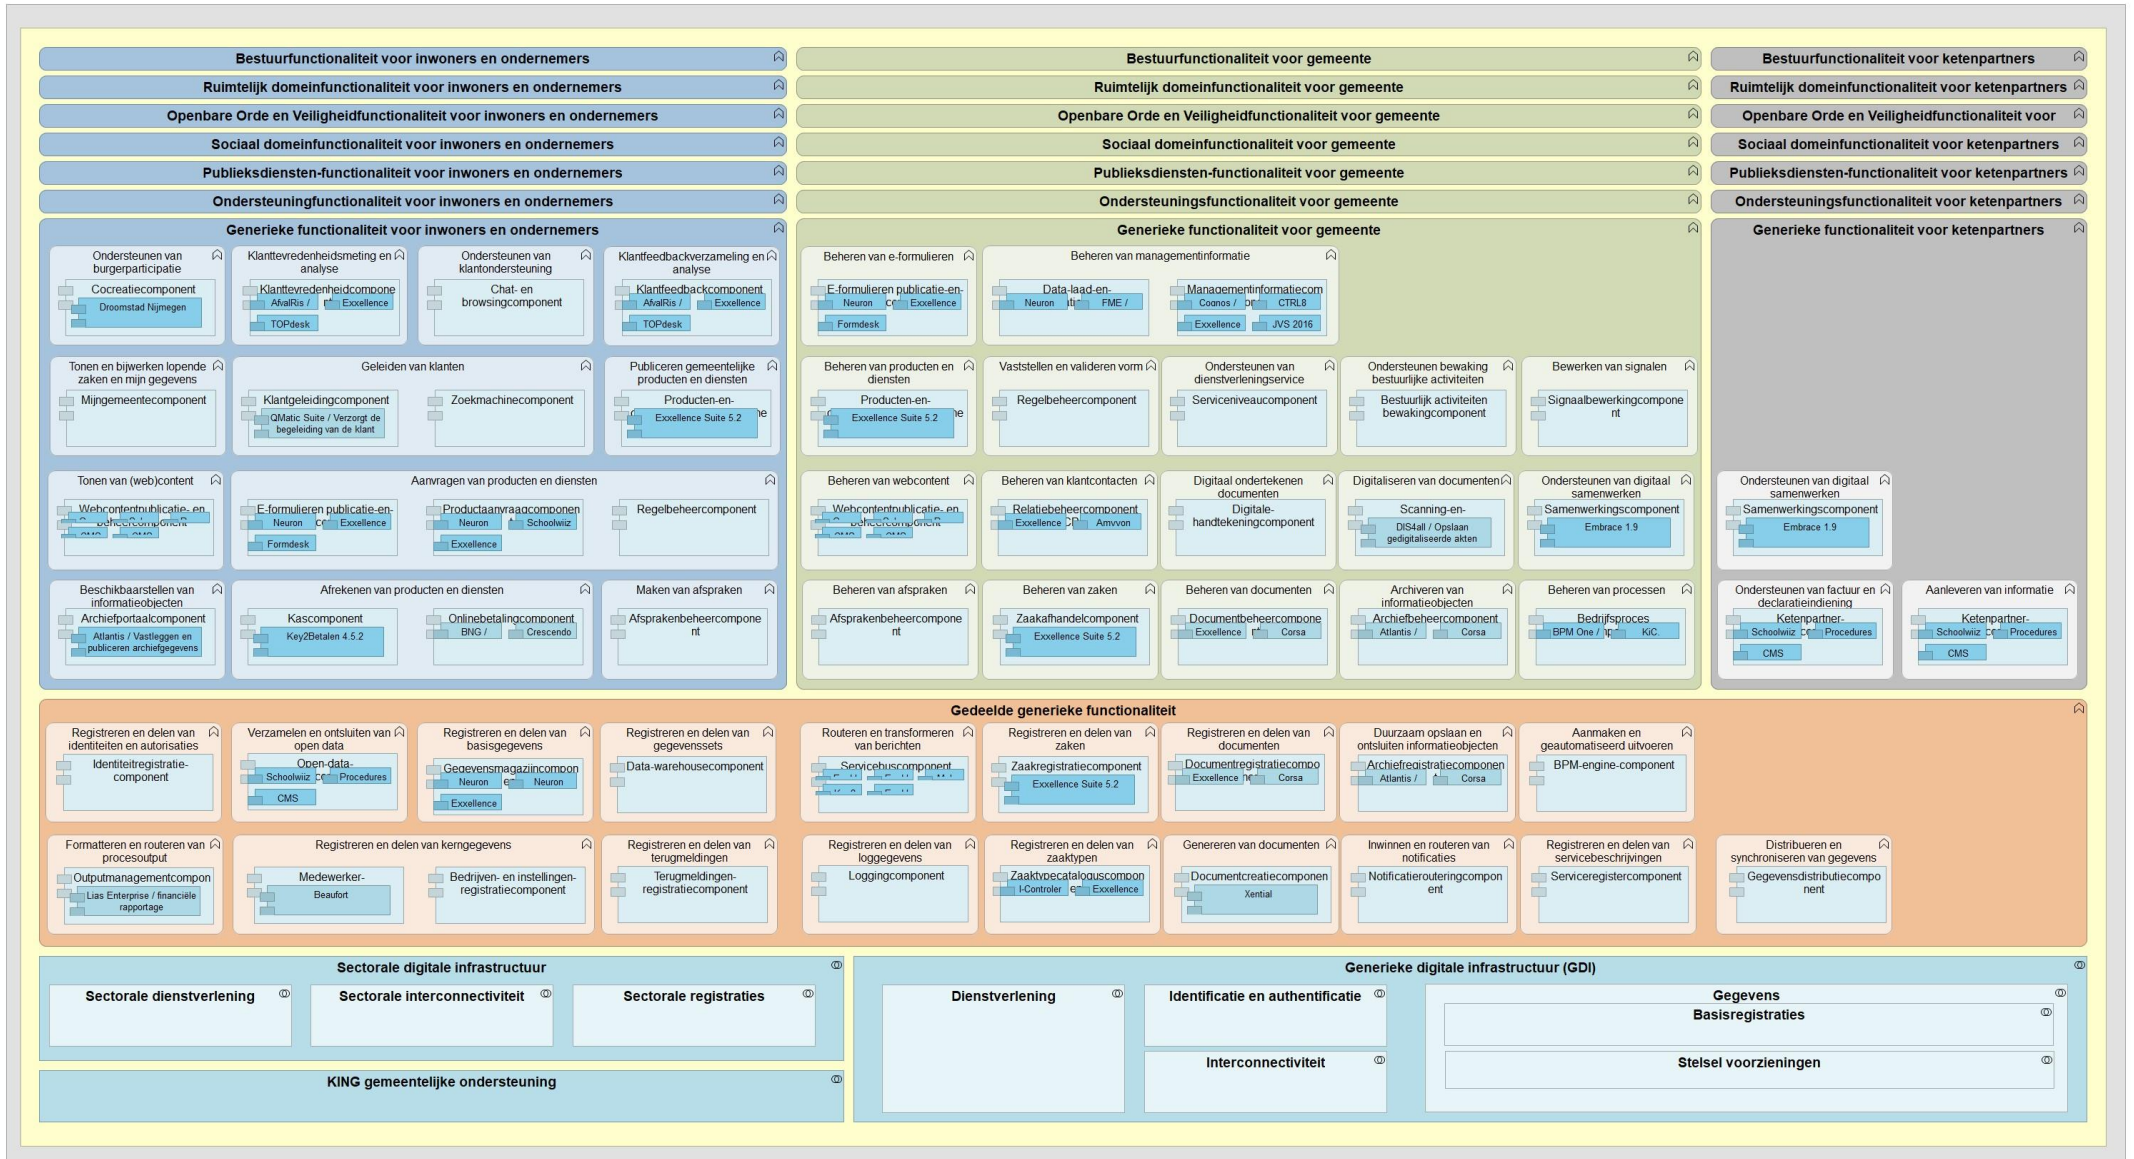 Bestuurfunctionaliteit voor inwoners en ondernemers
Ruimtelijk domeinfunctionaliteit voor inwoners en ondernemers
Openbare Orde en Veiligheidfunctionaliteit voor inwoners en ondernemers
Sociaal domeinfunctionaliteit voor inwoners en ondernemers
Publieksdiensten-functionaliteit voor inwoners en ondernemers
Ondersteuningfunctionaliteit voor inwoners en ondernemers
Generieke functionaliteit voor inwoners en ondernemers
Ondersteunen van
burgerparticipatie
Cocreatiecomponent
Droomstad Nijmegen
Klanttevredenheidsmeting en
analyse
Klanttevredenheidcompone
AfvalRis /
Exxellence
TOPdesk
Ondersteunen van
klantondersteuning
Chat- en
browsingcomponent
Klantfeedbackverzameling en
analyse
Klantfeedbackcomponent
AfvalRis /
Exxellence
TOPdesk
Tonen en bijwerken lopende
zaken en mijn gegevens
Mijngemeentecomponent
Geleiden van klanten
Klantgeleidingcomponent
QMatic Suite / Verzorgt de
begeleiding van de klant
Zoekmachinecomponent
Publiceren gemeentelijke
producten en diensten
Producten-en-
Exxellence Suite 5.2
Tonen van (web)content
Webcontentpublicatie- en
Aanvragen van producten en diensten
E-formulieren publicatie-en-
Neuron
Exxellence
Formdesk
Productaanvraagcomponen
Neuron
Schoolwiiz
Exxellence
Regelbeheercomponent
Beschikbaarstellen van
informatieobjecten
Archiefportaalcomponent
Atlantis / Vastleggen en
publiceren archiefgegevens
Afrekenen van producten en diensten
Kascomponent
Key2Betalen 4.5.2
Onlinebetalingcomponent
BNG /
Crescendo
Maken van afspraken
Afsprakenbeheercompone
nt
Bestuurfunctionaliteit voor gemeente
Ruimtelijk domeinfunctionaliteit voor gemeente
Openbare Orde en Veiligheidfunctionaliteit voor gemeente
Sociaal domeinfunctionaliteit voor gemeente
Publieksdiensten-functionaliteit voor gemeente
Ondersteuningsfunctionaliteit voor gemeente
Generieke functionaliteit voor gemeente
Beheren van e-formulieren
E-formulieren publicatie-en-
Neuron
Exxellence
Formdesk
Beheren van managementinformatie
Data-laad-en-
Neuron
FME /
Managementinformatiecom
Cognos /
CTRL8
Exxellence
JVS 2016
Beheren van producten en
diensten
Producten-en-
Exxellence Suite 5.2
Vaststellen en valideren vorm
Regelbeheercomponent
Ondersteunen van
dienstverleningservice
Serviceniveaucomponent
Ondersteunen bewaking
bestuurlijke activiteiten
Bestuurlijk activiteiten
bewakingcomponent
Bewerken van signalen
Signaalbewerkingcompone
nt
Beheren van webcontent
Webcontentpublicatie- en
Beheren van klantcontacten
Relatiebeheercomponent
Exxellence
Amyyon
Digitaal ondertekenen
documenten
Digitale-
handtekeningcomponent
Digitaliseren van documenten
Scanning-en-
DIS4all / Opslaan
gedigitaliseerde akten
Ondersteunen van digitaal
samenwerken
Samenwerkingscomponent
Embrace 1.9
Beheren van afspraken
Afsprakenbeheercompone
nt
Beheren van zaken
Zaakafhandelcomponent
Exxellence Suite 5.2
Beheren van documenten
Documentbeheercompone
Exxellence
Corsa
Archiveren van
informatieobjecten
Archiefbeheercomponent
Atlantis /
Corsa
Beheren van processen
Bedrijfsproces
BPM One /
KiC.
Bestuurfunctionaliteit voor ketenpartners
Ruimtelijk domeinfunctionaliteit voor ketenpartners
Openbare Orde en Veiligheidfunctionaliteit voor
Sociaal domeinfunctionaliteit voor ketenpartners
Publieksdiensten-functionaliteit voor ketenpartners
Ondersteuningsfunctionaliteit voor ketenpartners
Generieke functionaliteit voor ketenpartners
Ondersteunen van digitaal
samenwerken
Samenwerkingscomponent
Embrace 1.9
Ondersteunen van factuur en
declaratieindiening
Ketenpartner-
Schoolwiiz
Procedures
CMS
Aanleveren van informatie
Ketenpartner-
Schoolwiiz
Procedures
CMS
Gedeelde generieke functionaliteit
Registreren en delen van
identiteiten en autorisaties
Identiteitregistratie-
component
Verzamelen en ontsluiten van
open data
Open-data-
Schoolwiiz
Procedures
CMS
Registreren en delen van
basisgegevens
Gegevensmagazijncompon
Neuron
Neuron
Exxellence
Registreren en delen van
gegevenssets
Data-warehousecomponent
Routeren en transformeren
van berichten
Servicebuscomponent
Registreren en delen van
zaken
Zaakregistratiecomponent
Exxellence Suite 5.2
Registreren en delen van
documenten
Documentregistratiecompo
Exxellence
Corsa
Duurzaam opslaan en
ontsluiten informatieobjecten
Archiefregistratiecomponen
Atlantis /
Corsa
Aanmaken en
geautomatiseerd uitvoeren
BPM-engine-component
Formatteren en routeren van
procesoutput
Outputmanagementcompon
Lias Enterprise / financiële
rapportage
Registreren en delen van kerngegevens
Medewerker-
Beaufort
Bedrijven- en instellingen-
registratiecomponent
Registreren en delen van
terugmeldingen
Terugmeldingen-
registratiecomponent
Registreren en delen van
loggegevens
Loggingcomponent
Registreren en delen van
zaaktypen
Zaaktypecataloguscompon
I-Controler
Exxellence
Genereren van documenten
Documentcreatiecomponen
Xential
Inwinnen en routeren van
notificaties
Notificatierouteringcompon
ent
Registreren en delen van
servicebeschrijvingen
Serviceregistercomponent
Distribueren en
synchroniseren van gegevens
Gegevensdistributiecompo
nent
Sectorale digitale infrastructuur
Sectorale dienstverlening
Sectorale interconnectiviteit
Sectorale registraties
KING gemeentelijke ondersteuning
Generieke digitale infrastructuur (GDI)
Dienstverlening
Identificatie en authentificatie
Interconnectiviteit
Gegevens
Basisregistraties
Stelsel voorzieningen